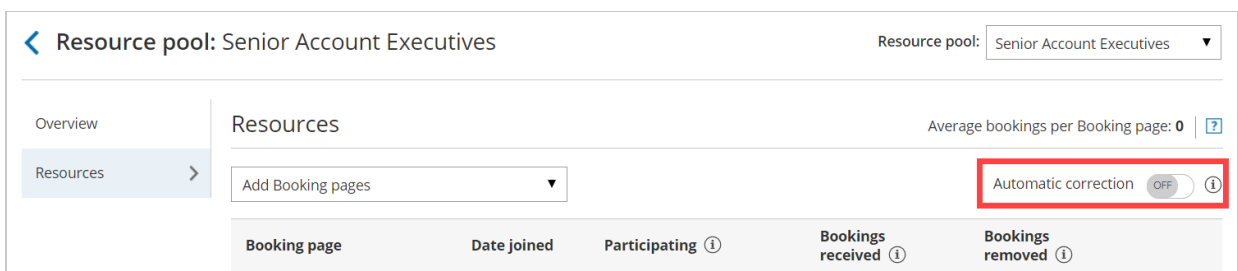 Resource pool: Senior Account Executives
Resource pool: Senior Account Executives
Overview
Resources
Resources
Average bookings per Booking page: 0 ?
Add Booking pages
Automatic correction OFF i
Booking page Date joined Participating i Bookings received i Bookings removed i